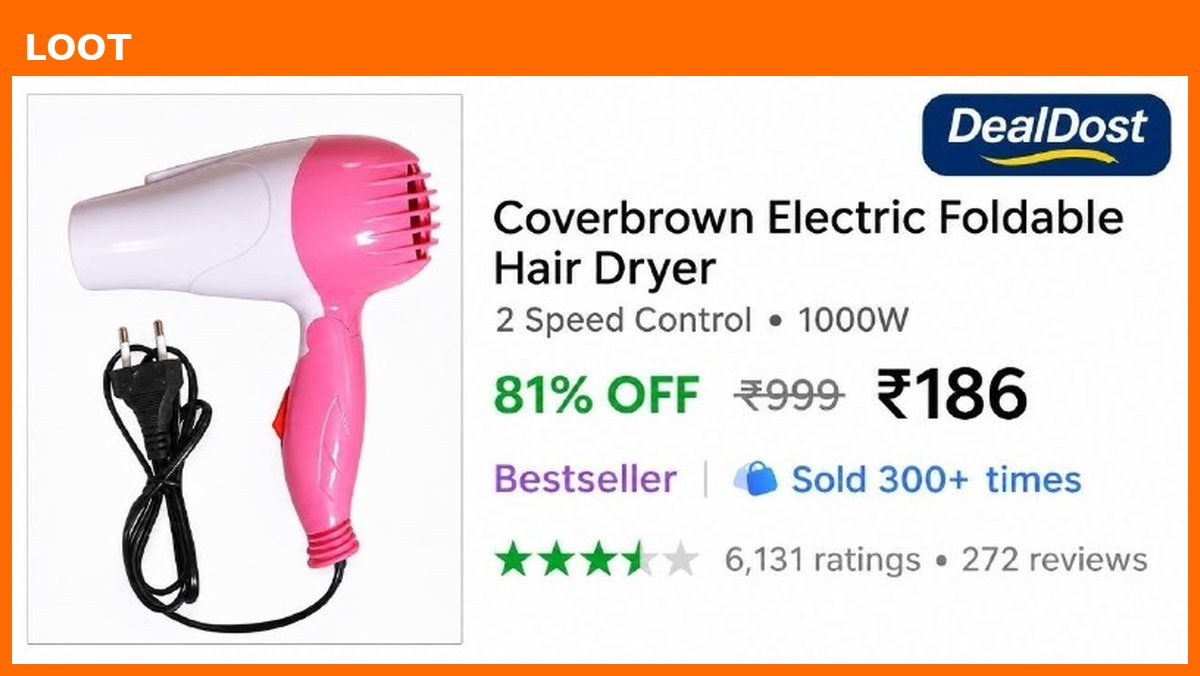 LOOT
DealDost
Coverbrown Electric Foldable
Hair Dryer
2 Speed Control • 1000W
81% OFF ₹999 ₹186
Bestseller | Sold 300+ times
6,131 ratings • 272 reviews